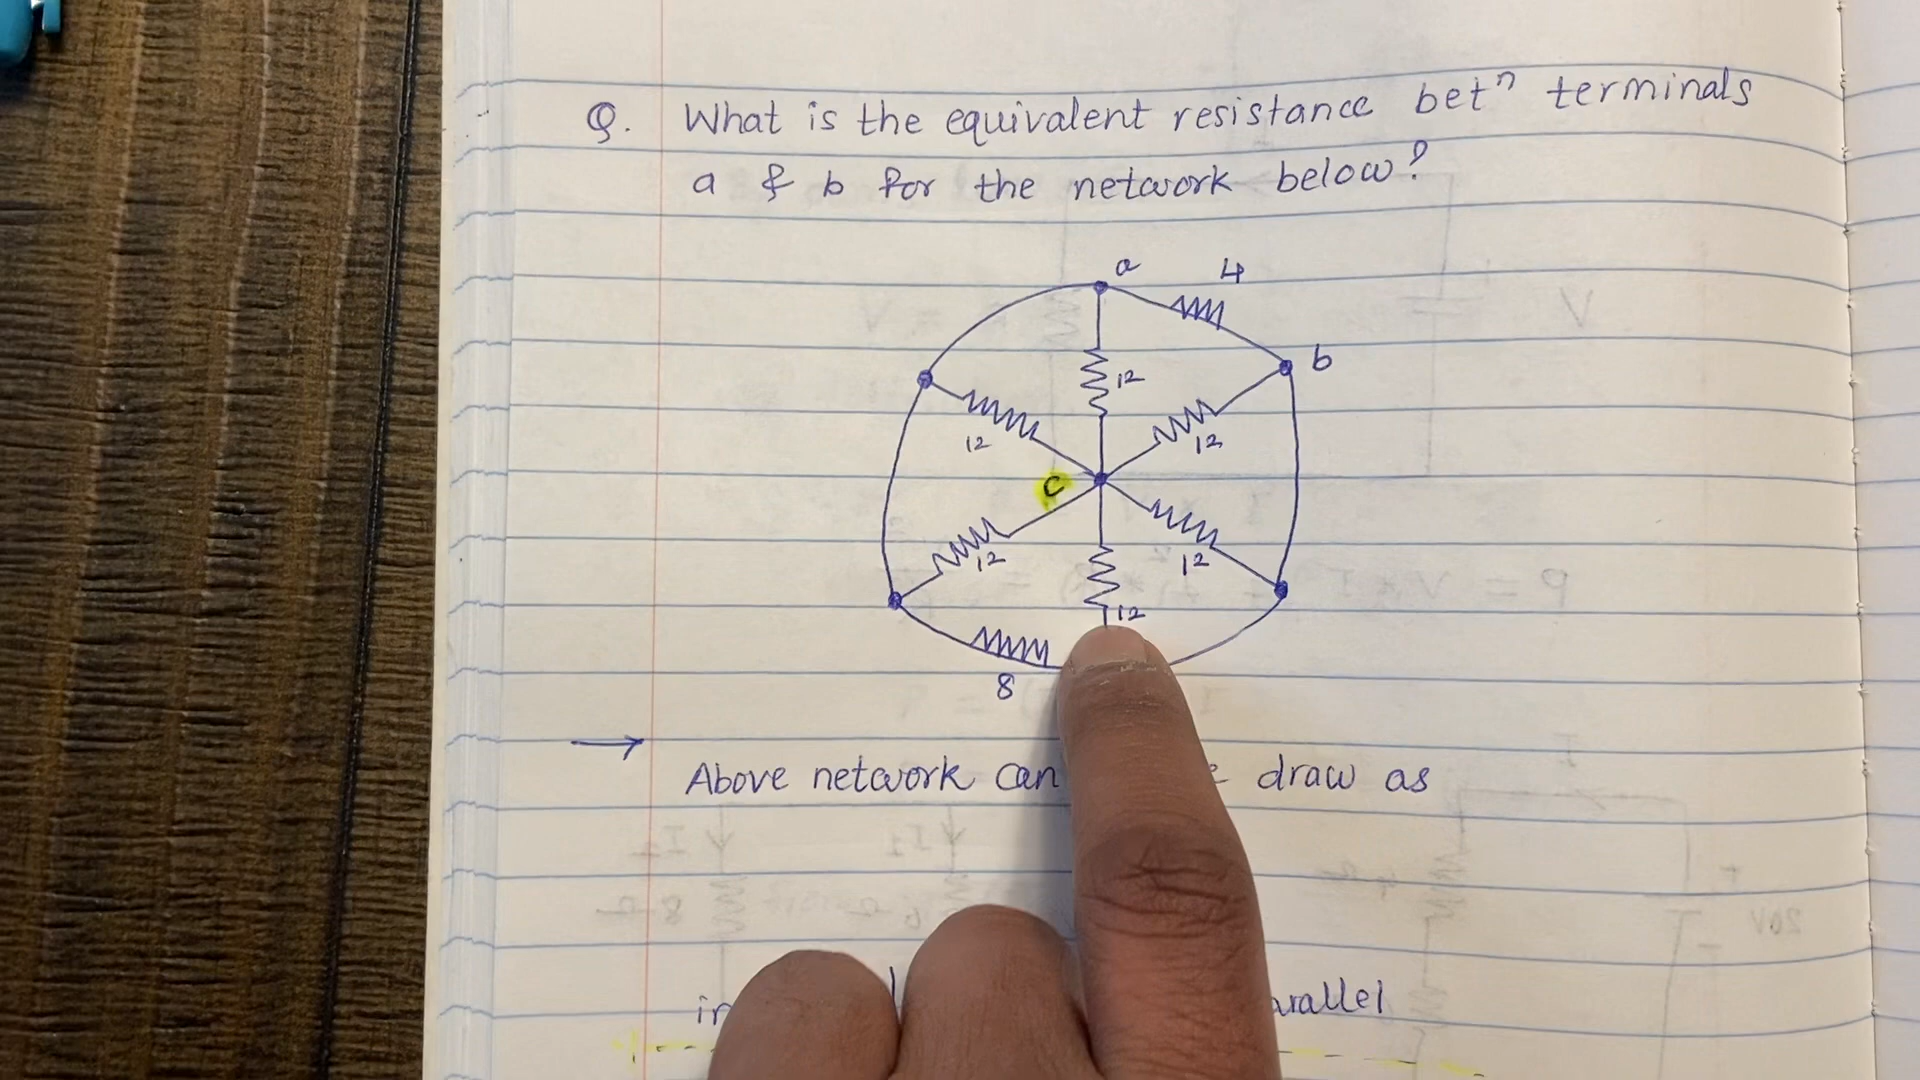 Q. What is the equivalent resistance betⁿ terminals
a & b for the network below?
a 4
b
12
12 12
c
12 12
12
8
→
Above network can draw as